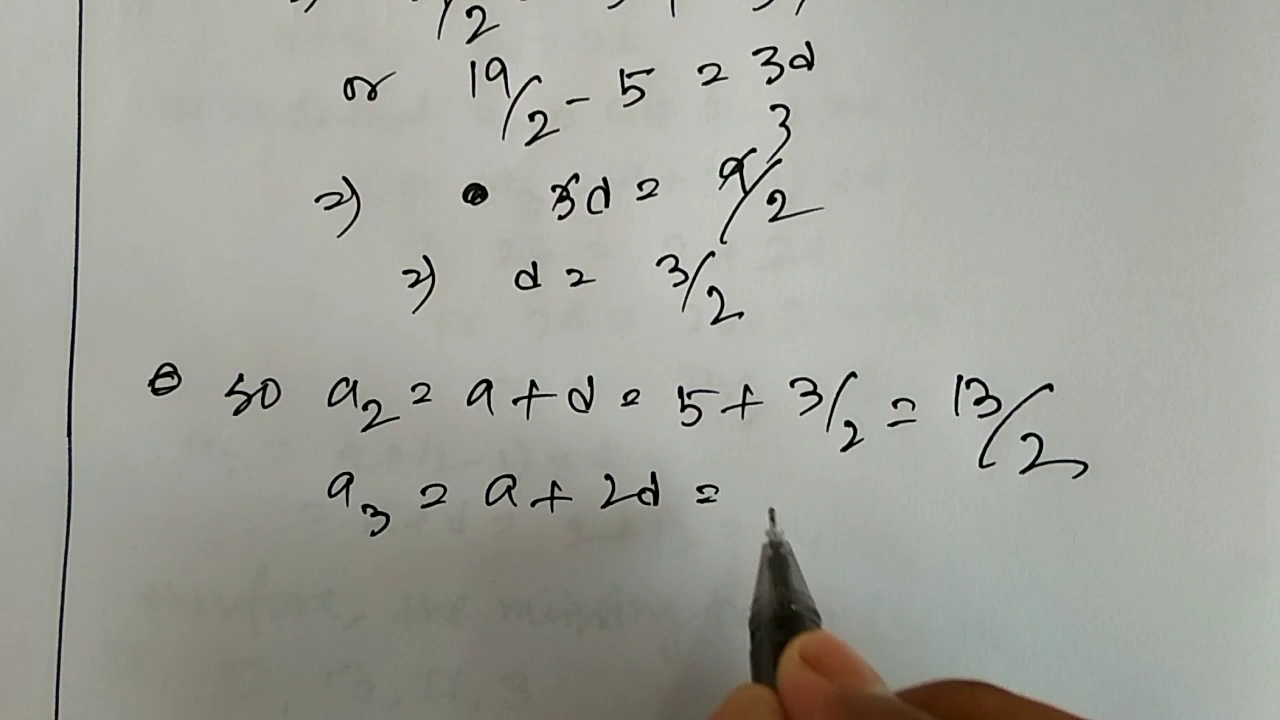 or 19/2 - 5 = 3d
=) 3d = 9/2 3
=) d = 3/2
so a2 = a + d = 5 + 3/2 = 13/2
a3 = a + 2d =